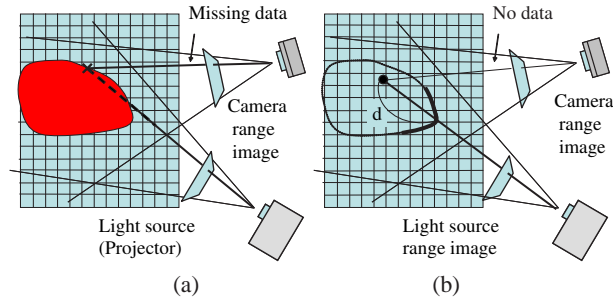 Missing data
No data
Camera
range
image
d
Camera
range
image
Light source
(Projector)
Light source
range image
(a)
(b)